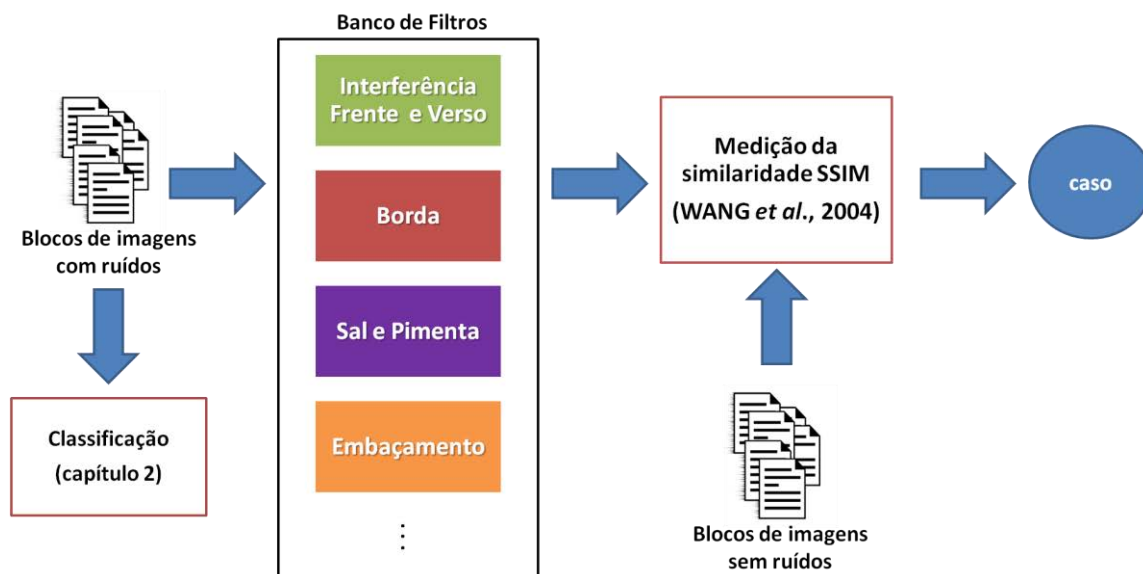 Banco de Filtros
Interferência
Frente e Verso
Borda
Sal e Pimenta
Embaçamento
⋮
Blocos de imagens
com ruídos
Classificação
(capítulo 2)
Medição da
similaridade SSIM
(WANG et al., 2004)
caso
Blocos de imagens
sem ruídos